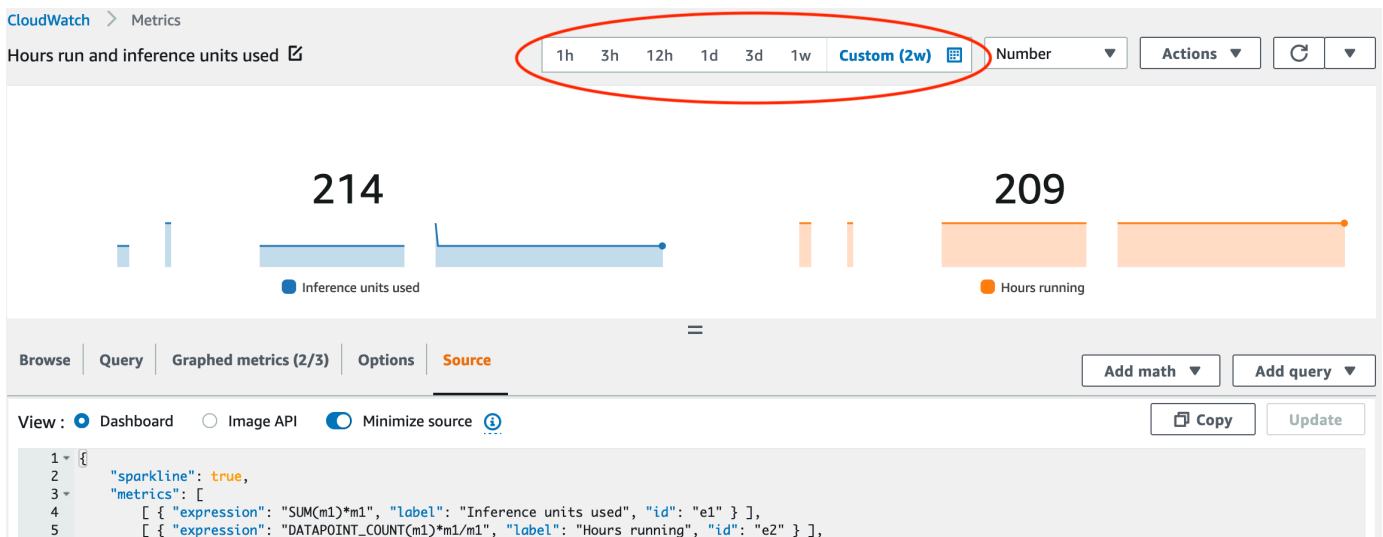 CloudWatch > Metrics
Hours run and inference units used
1h 3h 12h 1d 3d 1w Custom (2w) Number ▼ Actions ▼ ▼
214 209
Inference units used Hours running
=
Browse Query Graphed metrics (2/3) Options Source
Add math ▼ Add query ▼
View : Dashboard Image API Minimize source Copy Update
1 {
2 "sparkline": true,
3 "metrics": [
4 [ { "expression": "SUM(m1)*m1", "label": "Inference units used", "id": "e1" } ],
5 [ { "expression": "DATAPOINT_COUNT(m1)*m1/m1", "label": "Hours running", "id": "e2" } ],